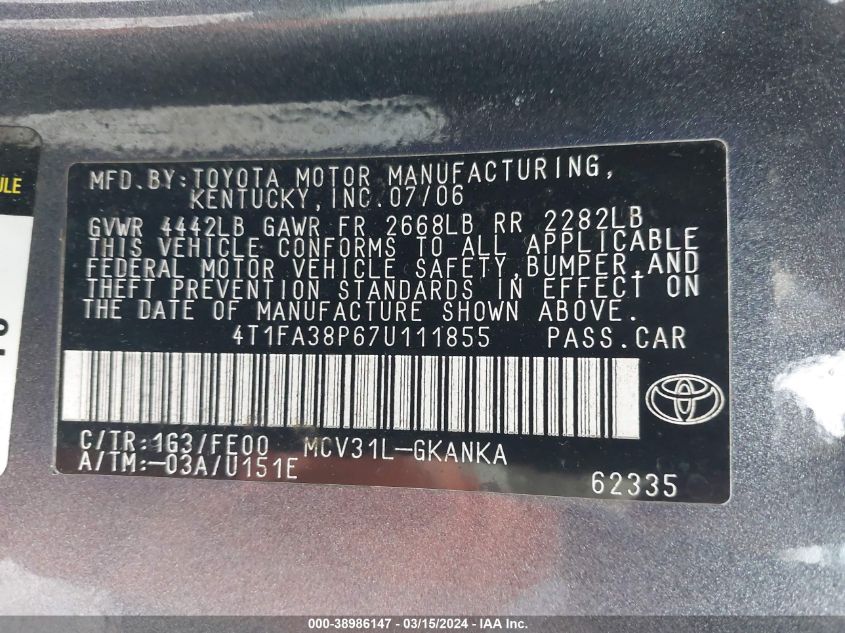 MFD.BY:TOYOTA MOTOR MANUFACTURING,
KENTUCKY,INC.07/06
GVWR 4442LB GAWR FR 2668LB RR 2282LB
THIS VEHICLE CONFORMS TO ALL APPLICABLE
FEDERAL MOTOR VEHICLE SAFETY,BUMPER,AND
THEFT PREVENTION STANDARDS IN EFFECT ON
THE DATE OF MANUFACTURE SHOWN ABOVE.
4T1FA38P67U111855 PASS.CAR
C/TR:1G3/FE00 MCV31L-GKANKA
A/TM:-03A/U151E
62335
000-38986147 - 03/15/2024 - IAA, Inc.